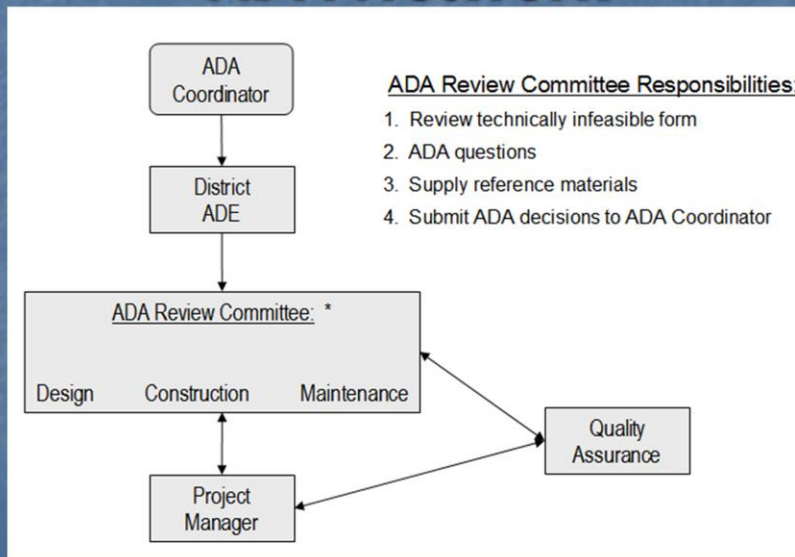 ADA
Coordinator
ADA Review Committee Responsibilities:
1. Review technically infeasible form
2. ADA questions
3. Supply reference materials
4. Submit ADA decisions to ADA Coordinator
District
ADE
ADA Review Committee: *
Design Construction Maintenance
Quality
Assurance
Project
Manager